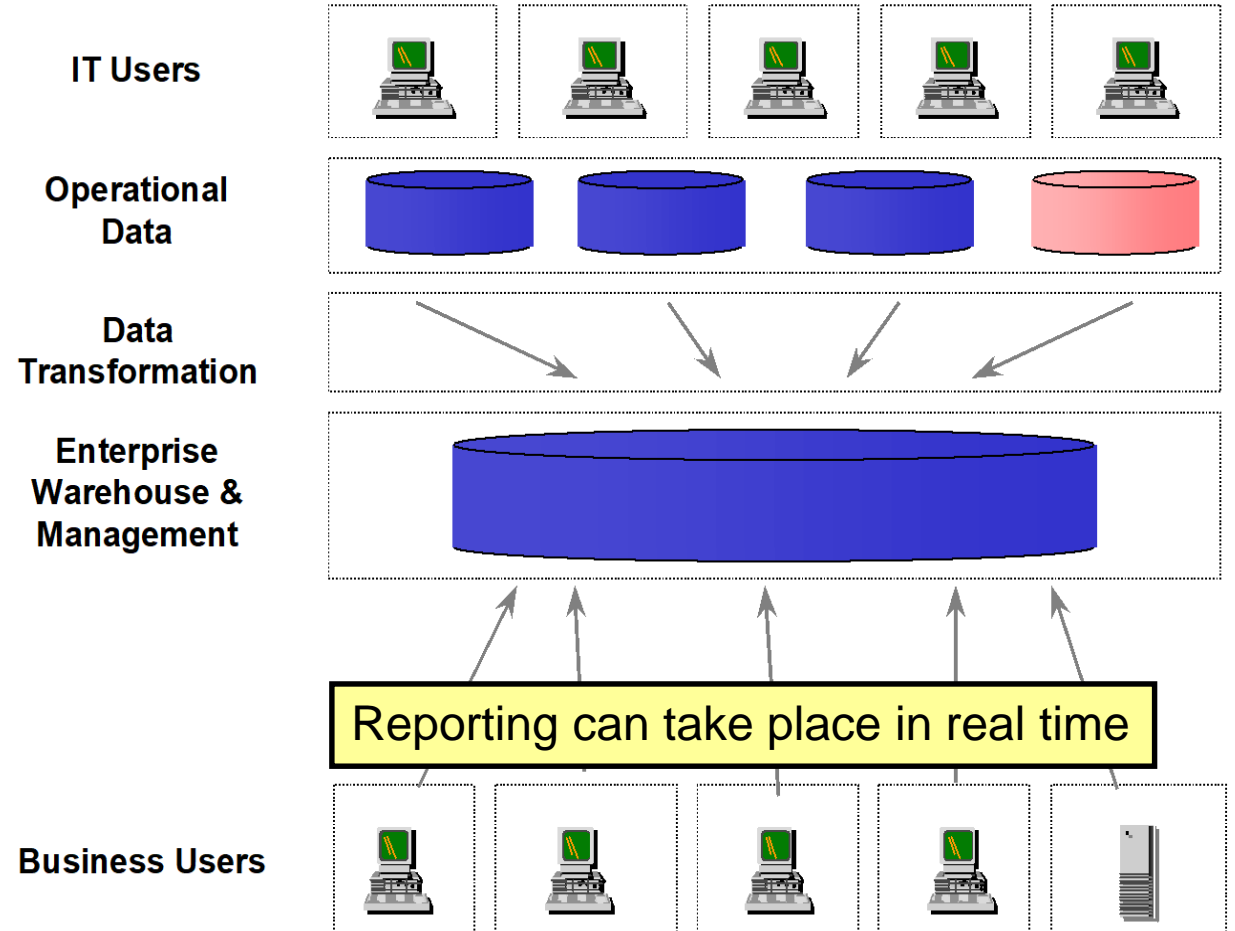 IT Users
Operational
Data
Data
Transformation
Enterprise
Warehouse &
Management
Reporting can take place in real time
Business Users